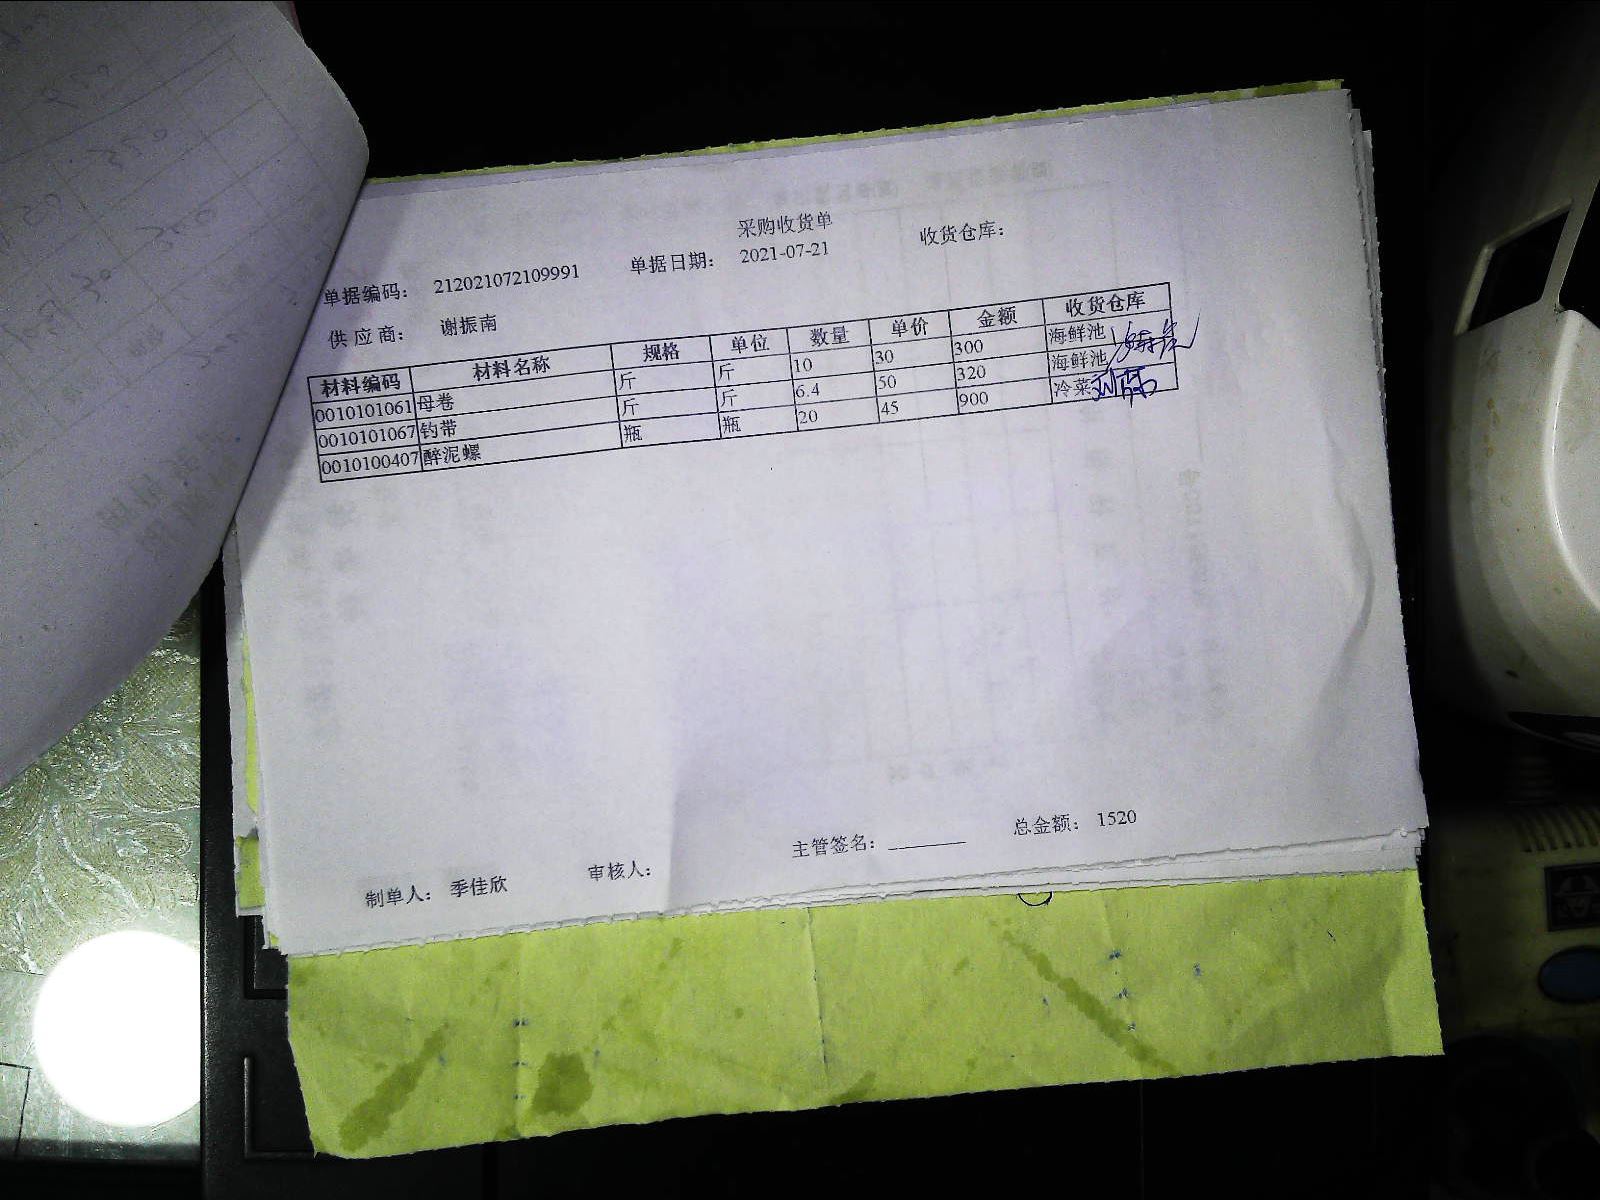 采购收货单
单据编码： 212021072109991 单据日期： 2021-07-21 收货仓库：
供 应 商： 谢振南
材料编码 材料名称 规格 单位 数量 单价 金额 收货仓库
0010101061 母卷 斤 斤 10 30 300 海鲜池
0010101067 钓带 斤 斤 6.4 50 320 海鲜池
0010100407 醉泥螺 瓶 瓶 20 45 900 冷菜
制单人： 季佳欣 审核人： 主管签名： 总金额： 1520